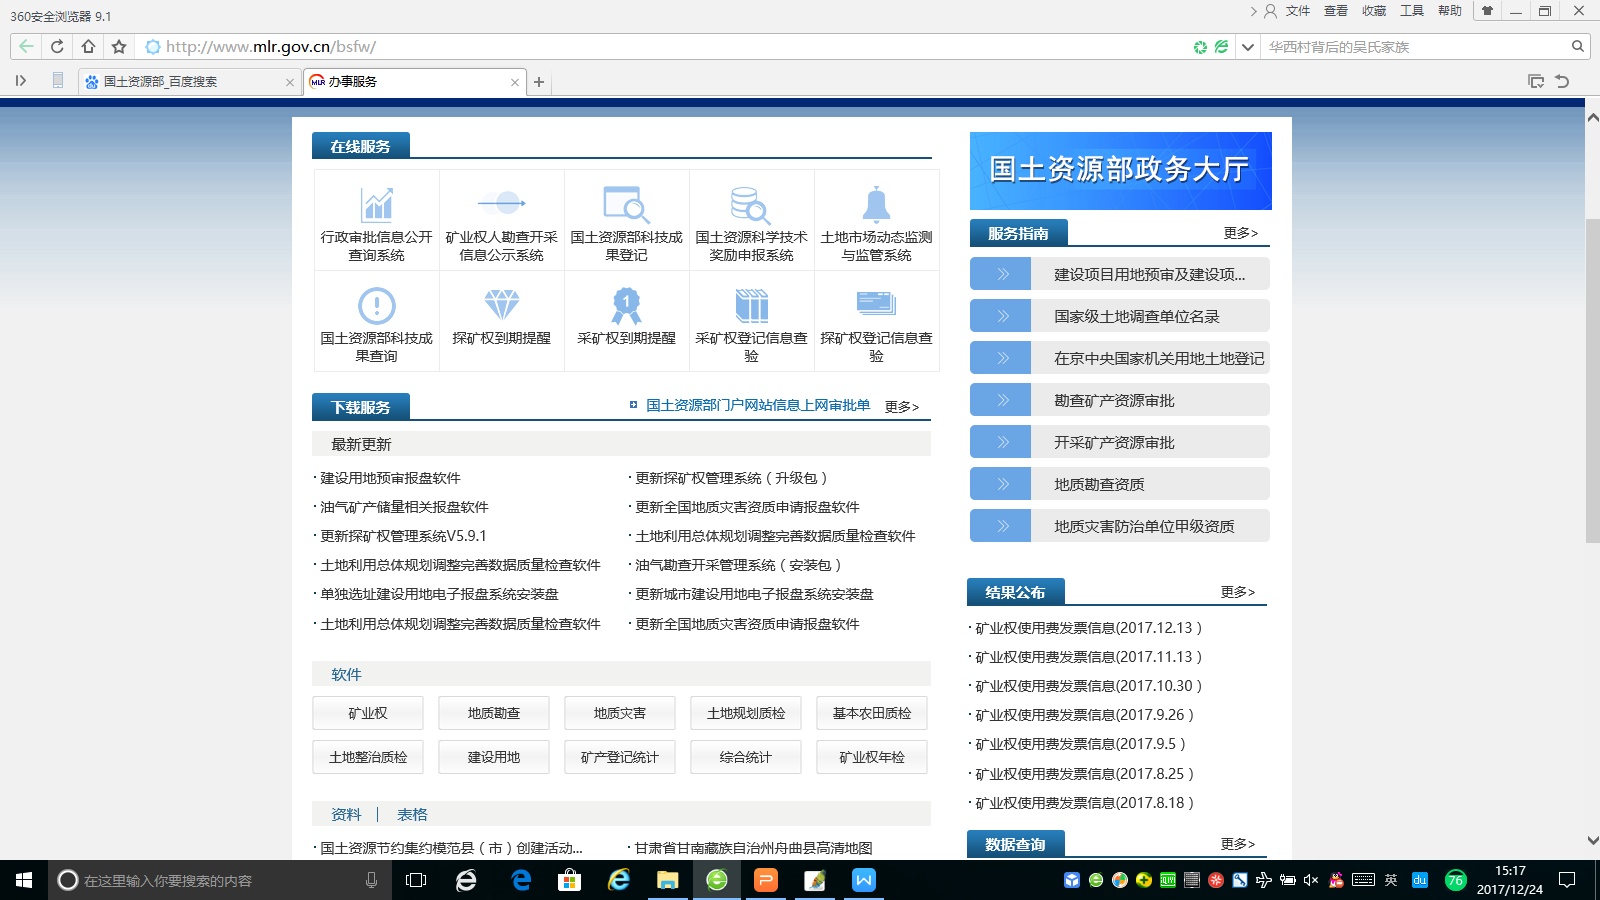 360安全浏览器 9.1
文件 查看 收藏 工具 帮助
http://www.mlr.gov.cn/bsfw/
华西村背后的吴氏家族
国土资源部_百度搜索
MLR 办事服务
在线服务
行政审批信息公开
查询系统
矿业权人勘查开采
信息公示系统
国土资源部科技成
果登记
国土资源科学技术
奖励申报系统
土地市场动态监测
与监管系统
国土资源部科技成
果查询
探矿权到期提醒
1
采矿权到期提醒
采矿权登记信息查
验
探矿权登记信息查
验
下载服务
国土资源部门户网站信息上网审批单
更多>
最新更新
· 建设用地预审报盘软件
· 更新探矿权管理系统（升级包）
· 油气矿产储量相关报盘软件
· 更新全国地质灾害资质申请报盘软件
· 更新探矿权管理系统V5.9.1
· 土地利用总体规划调整完善数据质量检查软件
· 土地利用总体规划调整完善数据质量检查软件
· 油气勘查开采管理系统（安装包）
· 单独选址建设用地电子报盘系统安装盘
· 更新城市建设用地电子报盘系统安装盘
· 土地利用总体规划调整完善数据质量检查软件
· 更新全国地质灾害资质申请报盘软件
软件
矿业权 地质勘查 地质灾害 土地规划质检 基本农田质检
土地整治质检 建设用地 矿产登记统计 综合统计 矿业权年检
资料 | 表格
· 国土资源节约集约模范县（市）创建活动...
· 甘肃省甘南藏族自治州舟曲县高清地图
国土资源部政务大厅
服务指南
更多>
建设项目用地预审及建设项...
国家级土地调查单位名录
在京中央国家机关用地土地登记
勘查矿产资源审批
开采矿产资源审批
地质勘查资质
地质灾害防治单位甲级资质
结果公布
更多>
· 矿业权使用费发票信息(2017.12.13 )
· 矿业权使用费发票信息(2017.11.13 )
· 矿业权使用费发票信息(2017.10.30 )
· 矿业权使用费发票信息(2017.9.26 )
· 矿业权使用费发票信息(2017.9.5 )
· 矿业权使用费发票信息(2017.8.25 )
· 矿业权使用费发票信息(2017.8.18 )
数据查询
更多>
在这里输入你要搜索的内容
英
du
76
15:17
2017/12/24